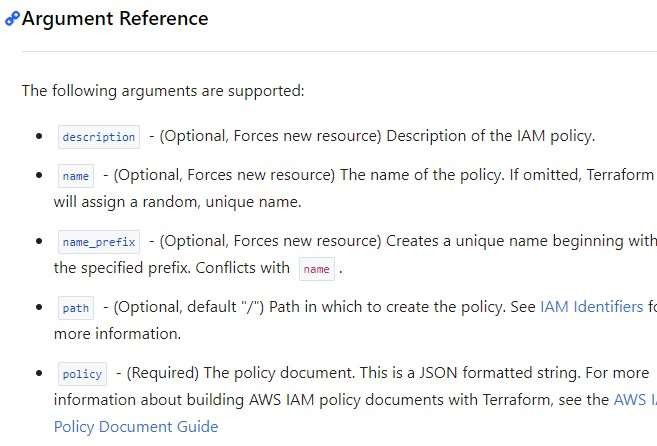 Argument Reference
The following arguments are supported:
description - (Optional, Forces new resource) Description of the IAM policy.
name - (Optional, Forces new resource) The name of the policy. If omitted, Terraform
will assign a random, unique name.
name_prefix - (Optional, Forces new resource) Creates a unique name beginning with
the specified prefix. Conflicts with name .
path - (Optional, default "/") Path in which to create the policy. See IAM Identifiers
more information.
policy - (Required) The policy document. This is a JSON formatted string. For more
information about building AWS IAM policy documents with Terraform, see the AWS
Policy Document Guide